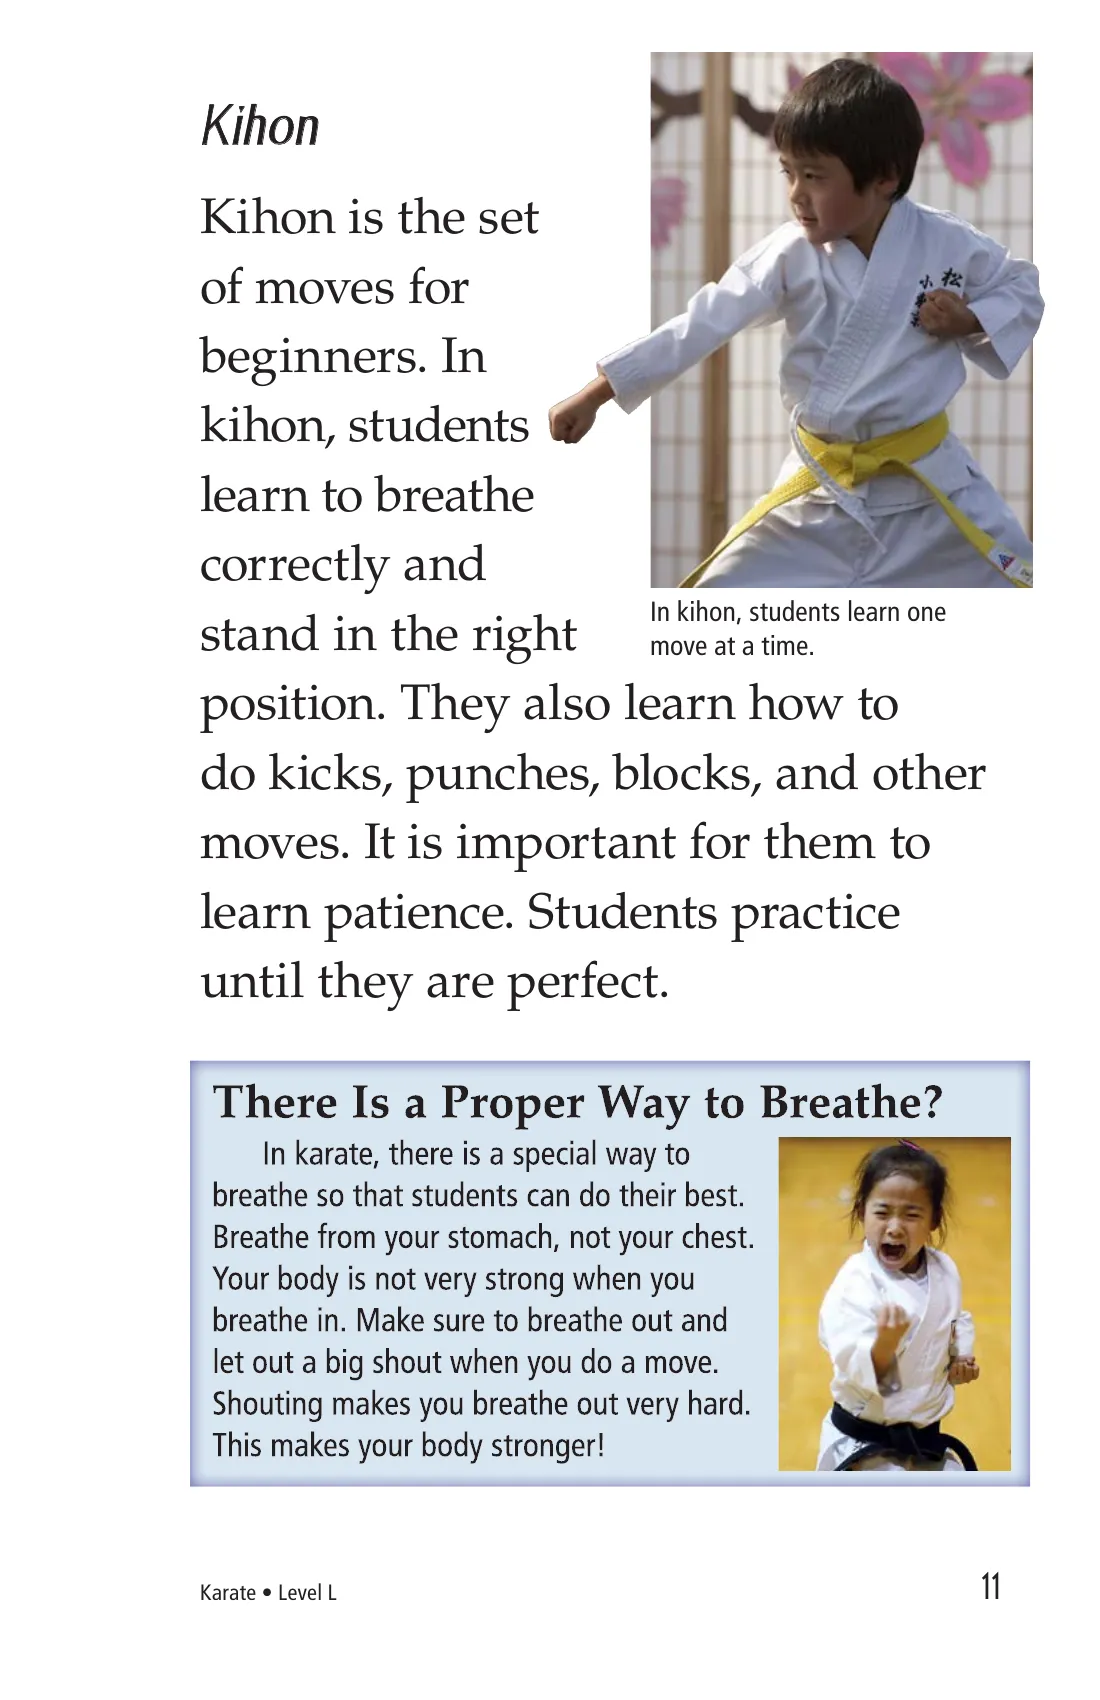 Kihon
Kihon is the set
of moves for
beginners. In
kihon, students
learn to breathe
correctly and
stand in the right
position. They also learn how to
do kicks, punches, blocks, and other
moves. It is important for them to
learn patience. Students practice
until they are perfect.
In kihon, students learn one
move at a time.
There Is a Proper Way to Breathe?
In karate, there is a special way to
breathe so that students can do their best.
Breathe from your stomach, not your chest.
Your body is not very strong when you
breathe in. Make sure to breathe out and
let out a big shout when you do a move.
Shouting makes you breathe out very hard.
This makes your body stronger!
Karate • Level L
11